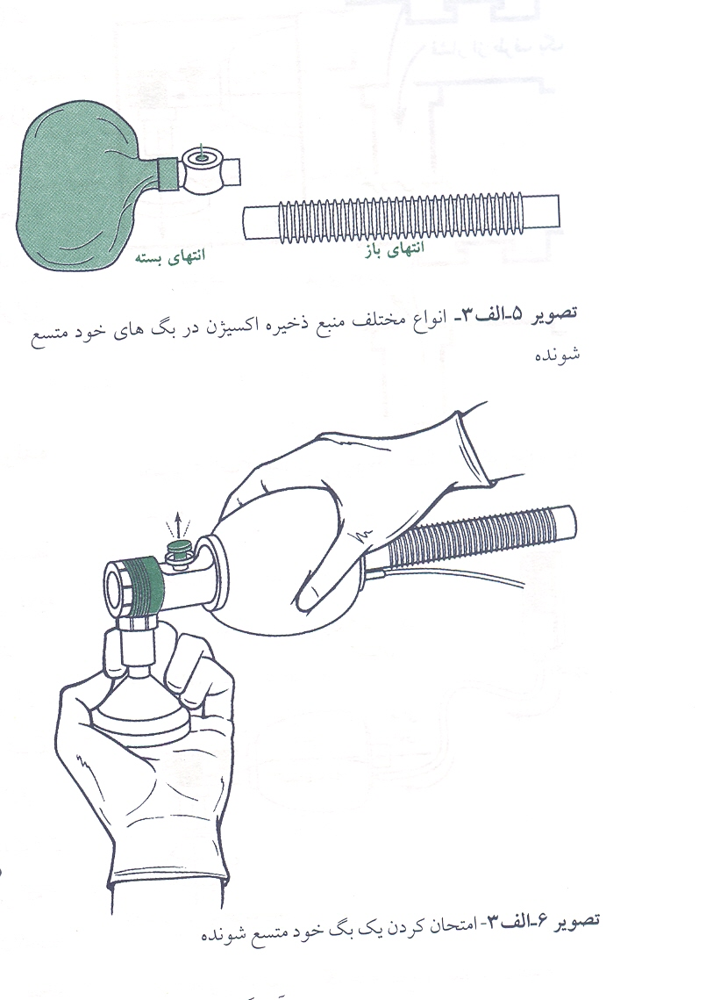 انتهای بسته
انتهای باز
تصویر ۵-الف۳- انواع مختلف منبع ذخیره اکسیژن در بگ های خود متسع
شونده
تصویر ۶-الف۳- امتحان کردن یک بگ خود متسع شونده